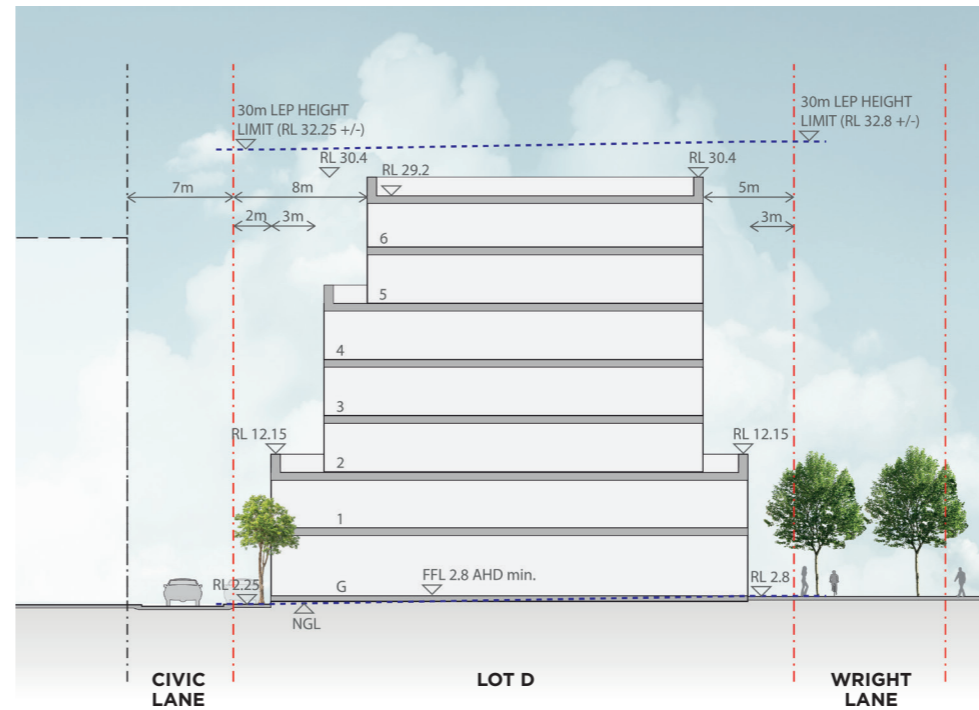 30m LEP HEIGHT
LIMIT (RL 32.25 +/-)
30m LEP HEIGHT
LIMIT (RL 32.8 +/-)
RL 30.4
RL 29.2
RL 30.4
7m
8m
5m
2m
3m
3m
6
5
4
3
RL 12.15
RL 12.15
2
1
FFL 2.8 AHD min.
RL 2.25
G
RL 2.8
NGL
CIVIC
LANE
LOT D
WRIGHT
LANE